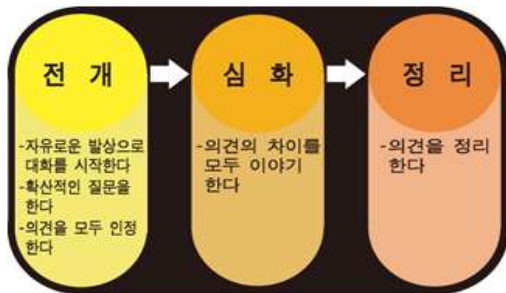 전 개
-자유로운 발상으로
대화를 시작한다
-확산적인 질문을
한다
-의견을 모두 인정
한다
심 화
-의견의 차이를
모두 이야기
한다
정 리
-의견을 정리
한다